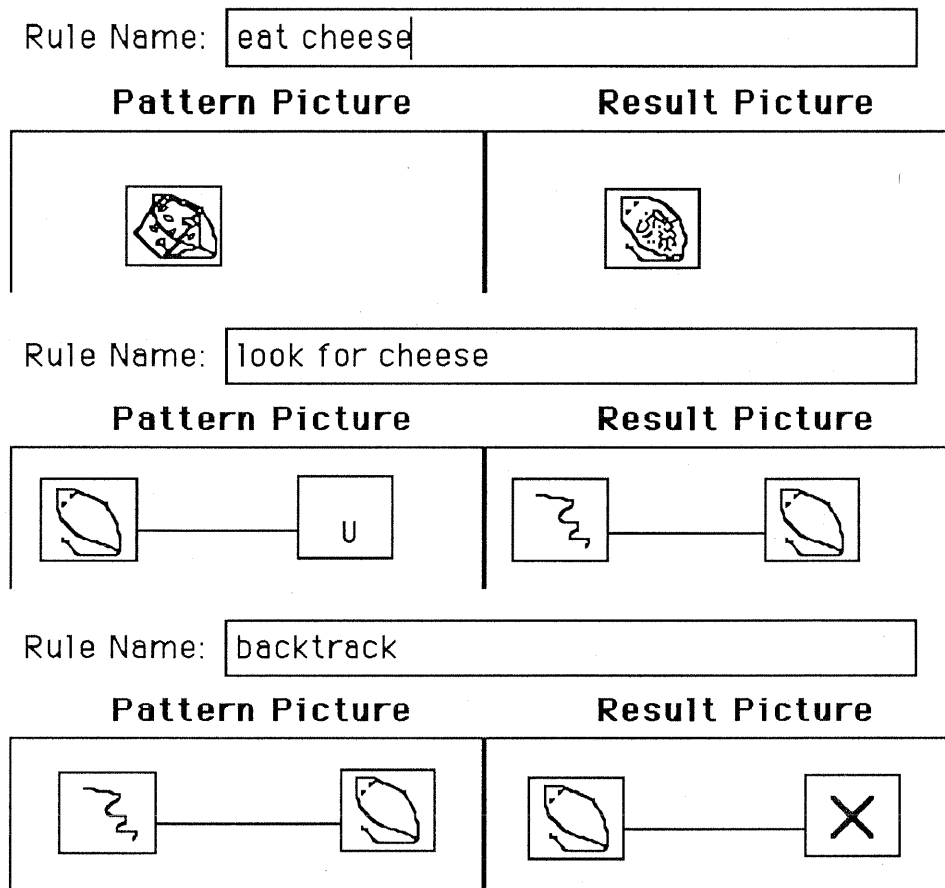 Rule Name: eat cheese
Pattern Picture Result Picture
Rule Name: look for cheese
Pattern Picture Result Picture
U
Rule Name: backtrack
Pattern Picture Result Picture